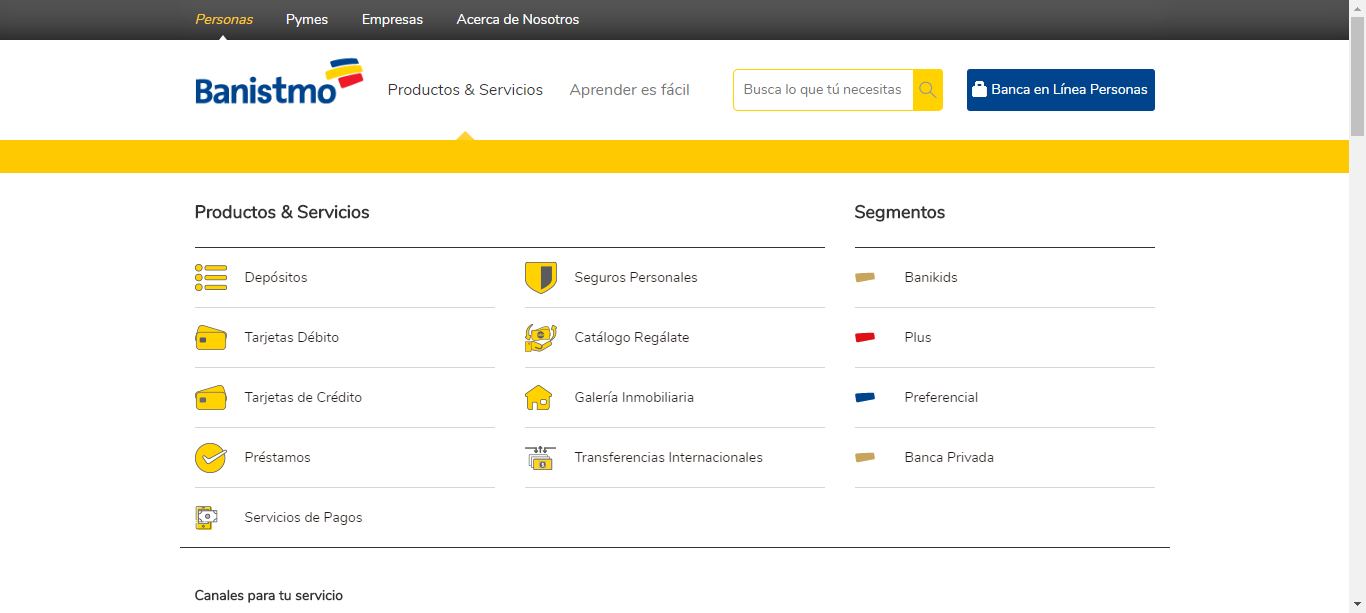 Personas Pymes Empresas Acerca de Nosotros
Banistmo Productos & Servicios Aprender es fácil Busca lo que tú necesitas Banca en Línea Personas
Productos & Servicios
Depósitos
Tarjetas Débito
Tarjetas de Crédito
Préstamos
Servicios de Pagos
Seguros Personales
Catálogo Regálate
Galería Inmobiliaria
Transferencias Internacionales
Segmentos
Banikids
Plus
Preferencial
Banca Privada
Canales para tu servicio